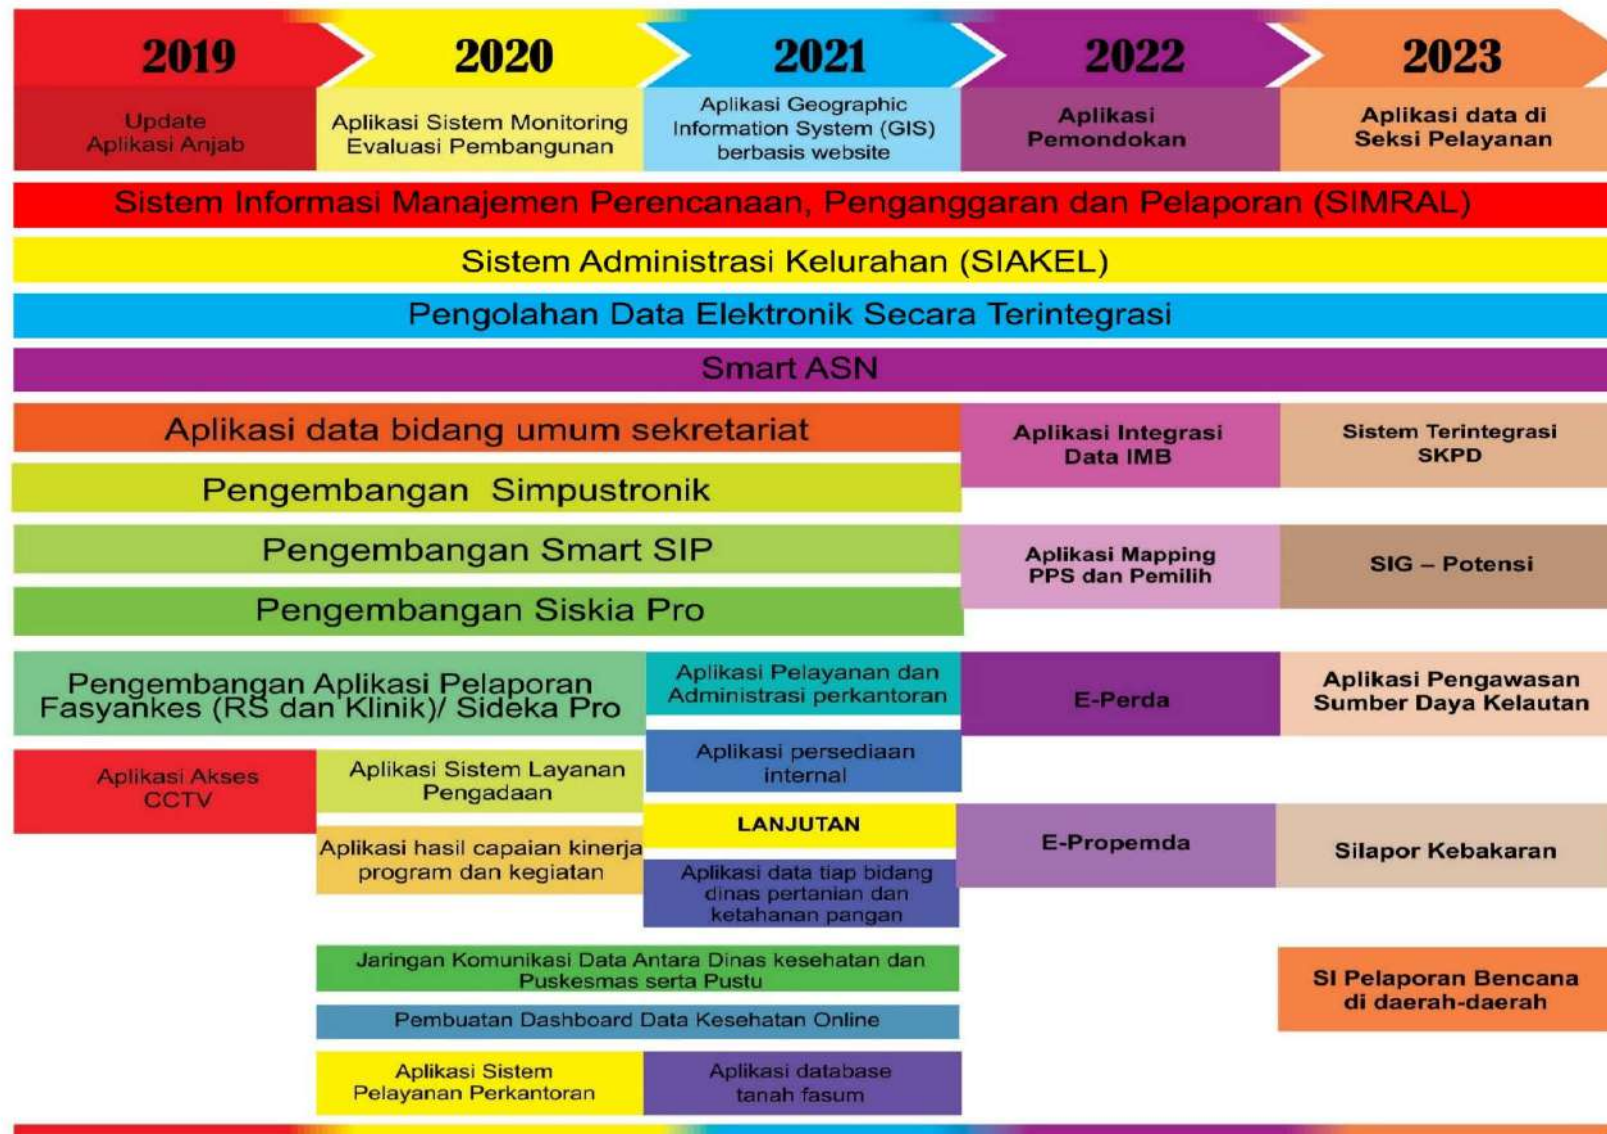 2019
2020
2021
2022
2023
Update
Aplikasi Anjab
Aplikasi Sistem Monitoring
Evaluasi Pembangunan
Aplikasi Geographic
Information System (GIS)
berbasis website
Aplikasi
Pemondokan
Aplikasi data di
Seksi Pelayanan
Sistem Informasi Manajemen Perencanaan, Penganggaran dan Pelaporan (SIMRAL)
Sistem Administrasi Kelurahan (SIAKEL)
Pengolahan Data Elektronik Secara Terintegrasi
Smart ASN
Aplikasi data bidang umum sekretariat
Aplikasi Integrasi
Data IMB
Sistem Terintegrasi
SKPD
Pengembangan Simpustronik
Pengembangan Smart SIP
Aplikasi Mapping
PPS dan Pemilih
SIG – Potensi
Pengembangan Siskia Pro
Pengembangan Aplikasi Pelaporan
Fasyankes (RS dan Klinik)/ Sideka Pro
Aplikasi Pelayanan dan
Administrasi perkantoran
E-Perda
Aplikasi Pengawasan
Sumber Daya Kelautan
Aplikasi Akses
CCTV
Aplikasi Sistem Layanan
Pengadaan
Aplikasi persediaan
internal
Aplikasi hasil capaian kinerja
program dan kegiatan
LANJUTAN
Aplikasi data tiap bidang
dinas pertanian dan
ketahanan pangan
E-Propemda
Silapor Kebakaran
Jaringan Komunikasi Data Antara Dinas kesehatan dan
Puskesmas serta Pustu
SI Pelaporan Bencana
di daerah-daerah
Pembuatan Dashboard Data Kesehatan Online
Aplikasi Sistem
Pelayanan Perkantoran
Aplikasi database
tanah fasum